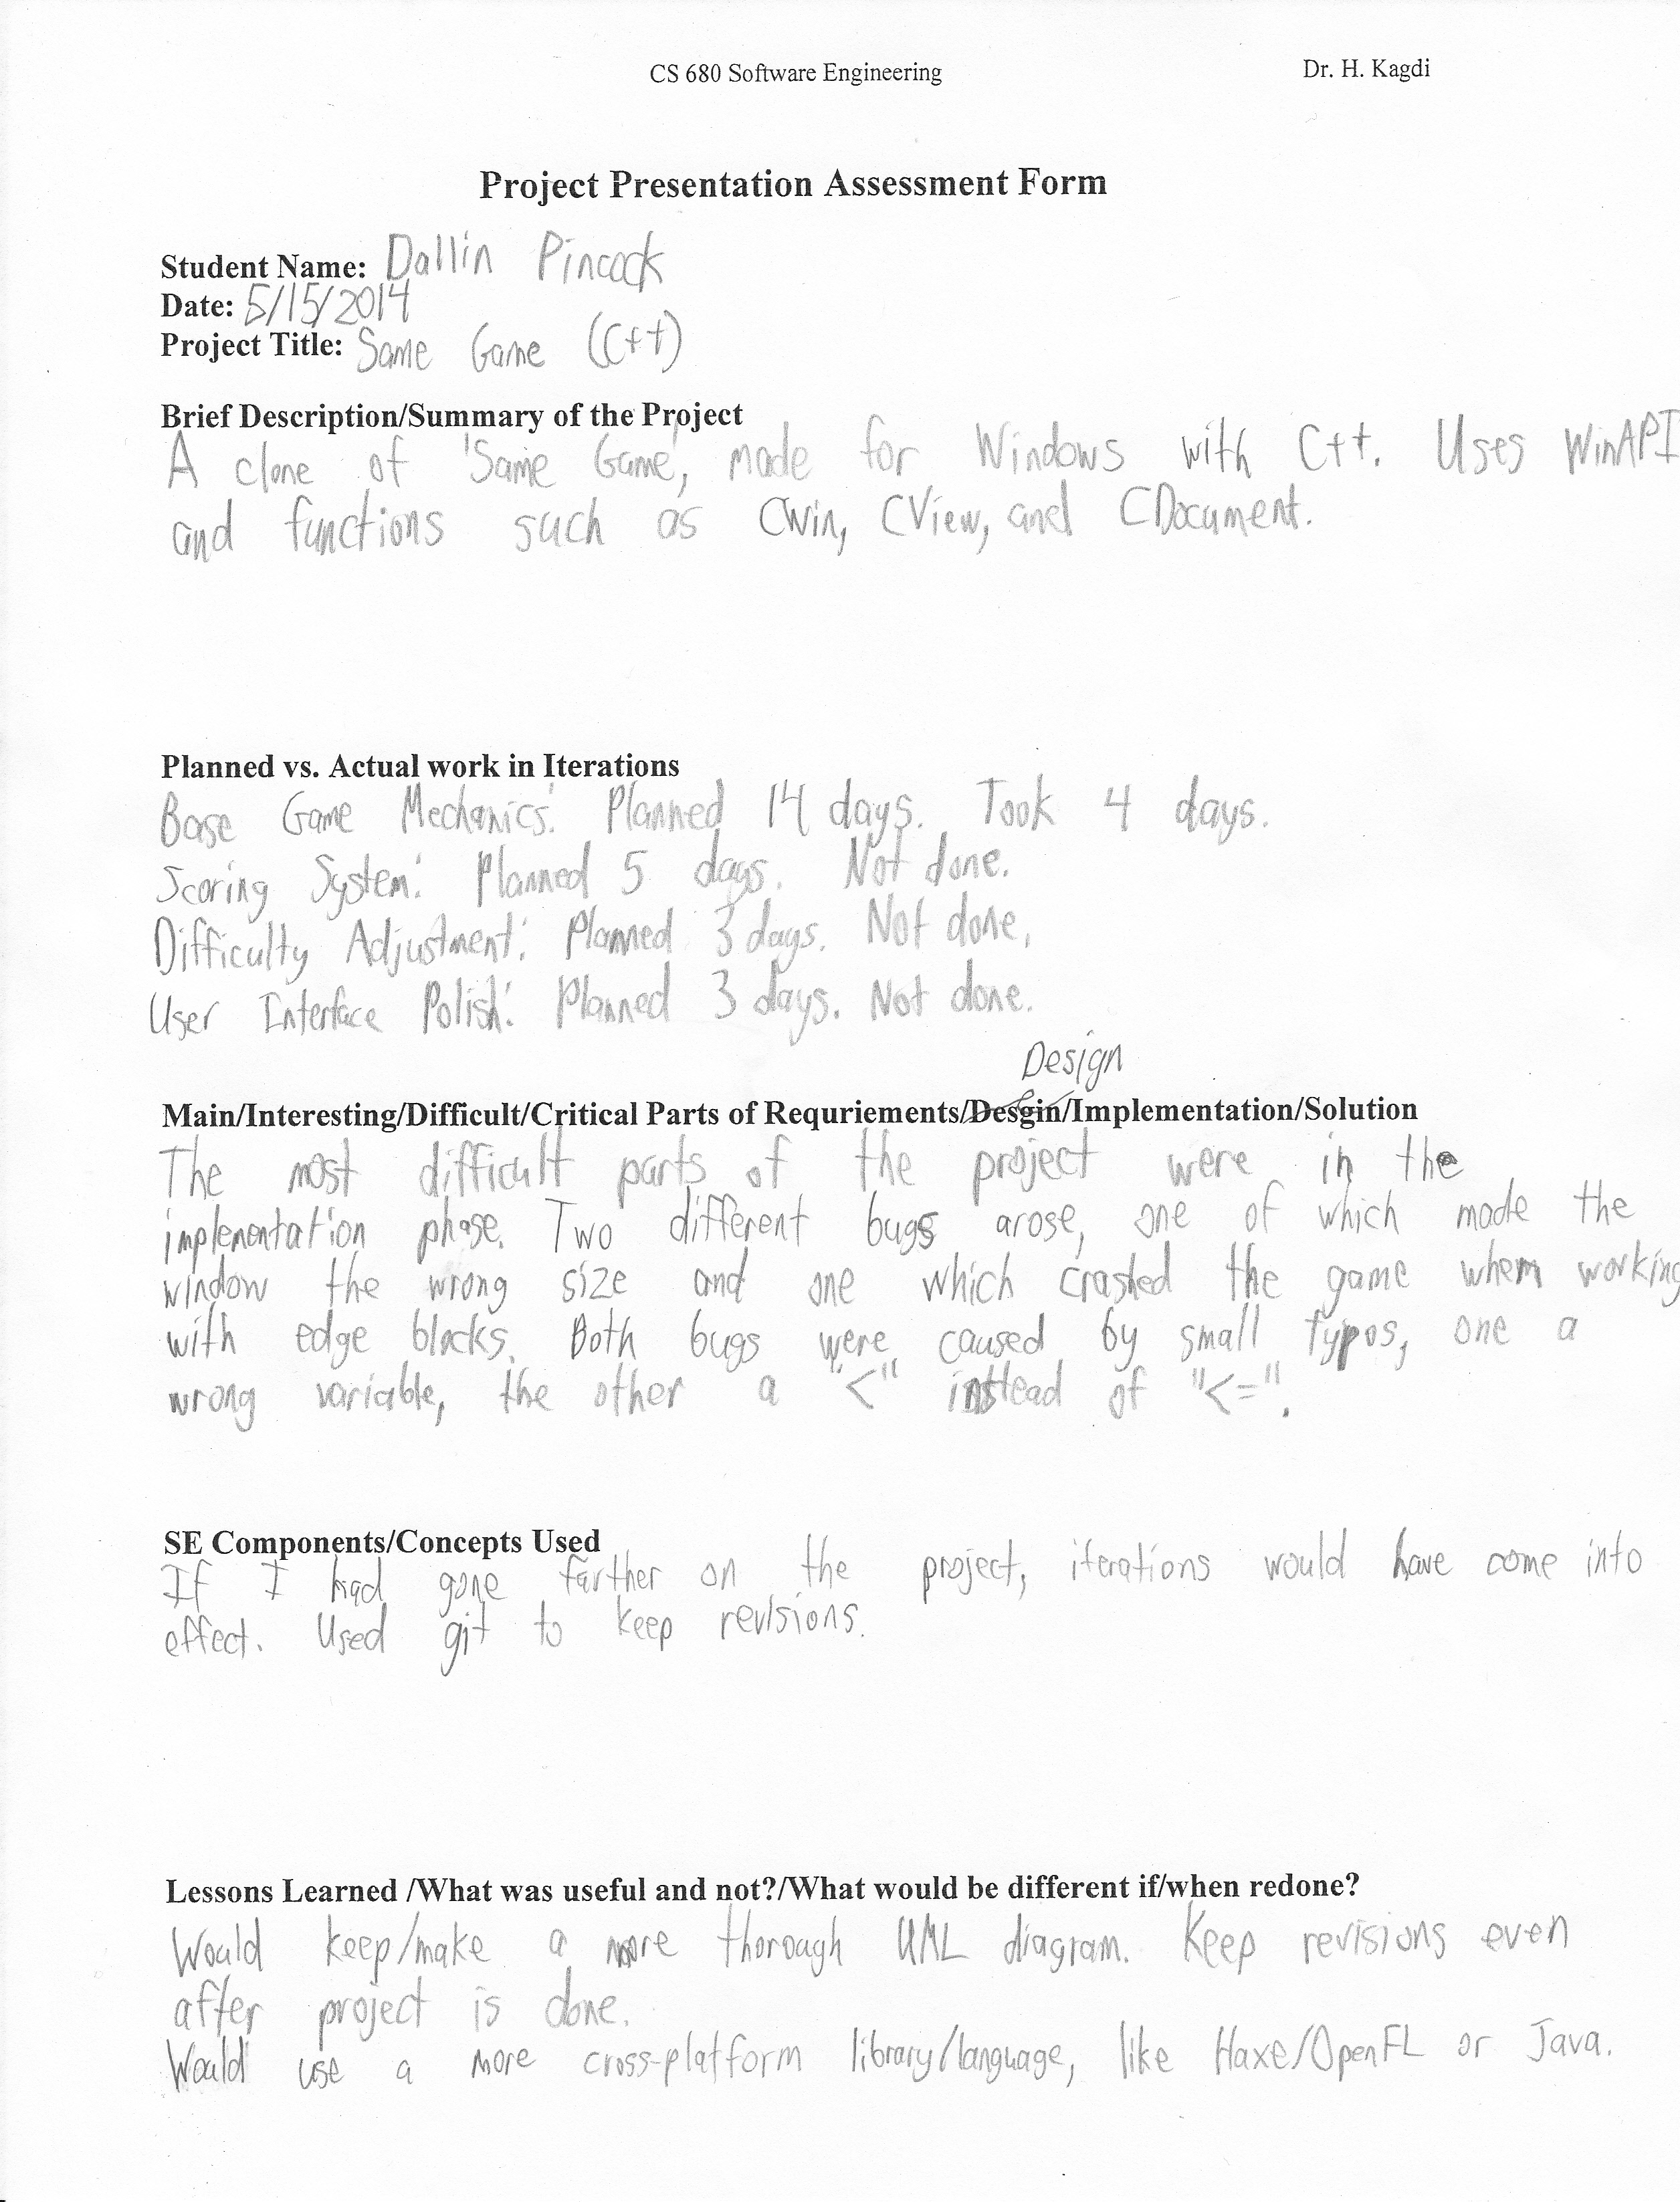 CS 680 Software Engineering Dr. H. Kagdi
Project Presentation Assessment Form
Student Name: Dallin Pincock
Date: 5/15/2014
Project Title: Same Game (C++)
Brief Description/Summary of the Project
A clone of 'Same Game', made for Windows with C++. Uses WinAPI
and functions such as CWin, CView, and CDocument.
Planned vs. Actual work in Iterations
Base Game Mechanics: Planned 14 days. Took 4 days.
Scoring System: Planned 5 days. Not done.
Difficulty Adjustment: Planned 3 days. Not done.
User Interface Polish: Planned 3 days. Not done.
Design
Main/Interesting/Difficult/Critical Parts of Requriements/Desgin/Implementation/Solution
The most difficult parts of the project were in the
implementation phase. Two different bugs arose, one of which made the
window the wrong size and one which crashed the game when working
with edge blocks. Both bugs were caused by small typos, one a
wrong variable, the other a "<" instead of "<=".
SE Components/Concepts Used
If I had gone farther on the project, iterations would have come into
effect. Used git to keep revisions.
Lessons Learned /What was useful and not?/What would be different if/when redone?
Would keep/make a more thorough UML diagram. Keep revisions even
after project is done.
Would use a more cross-platform library/language, like Haxe/OpenFL or Java.